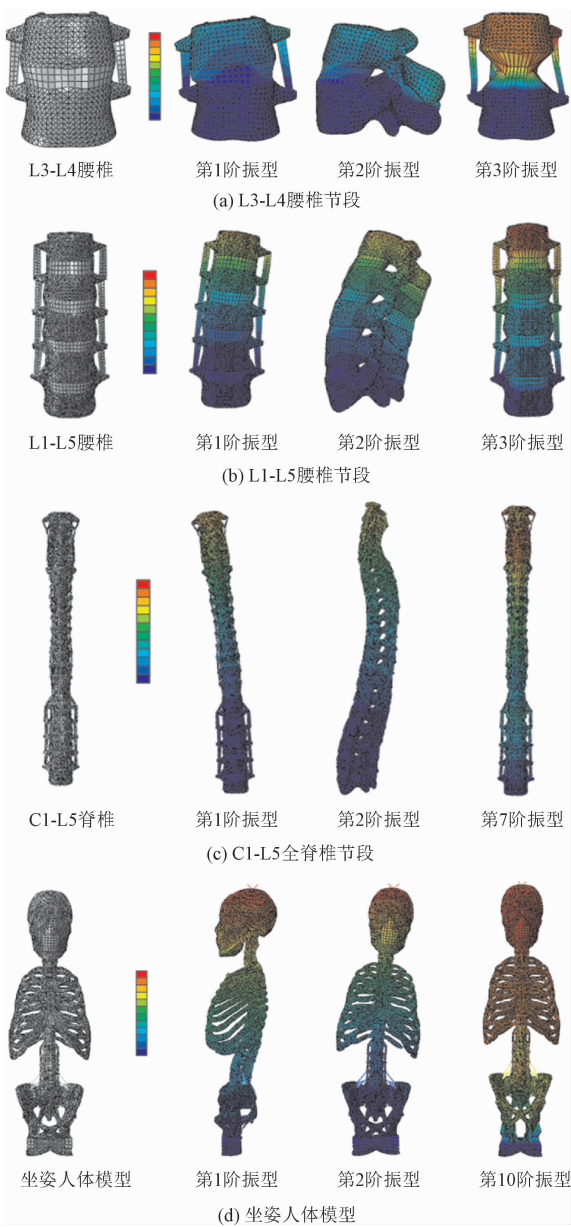 L3-L4腰椎 第1阶振型 第2阶振型 第3阶振型
(a) L3-L4腰椎节段
L1-L5腰椎 第1阶振型 第2阶振型 第3阶振型
(b) L1-L5腰椎节段
C1-L5脊椎 第1阶振型 第2阶振型 第7阶振型
(c) C1-L5全脊椎节段
坐姿人体模型 第1阶振型 第2阶振型 第10阶振型
(d) 坐姿人体模型